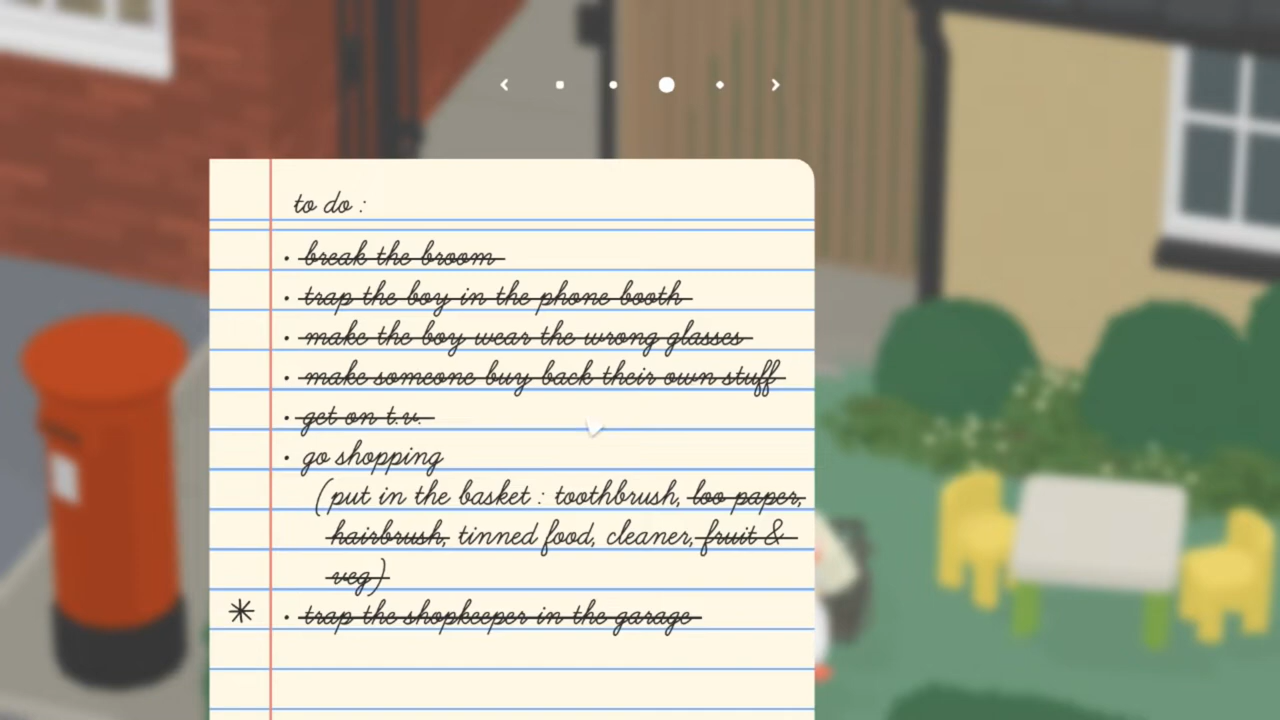 to do :
• break the broom
• trap the boy in the phone booth
• make the boy wear the wrong glasses
• make someone buy back their own stuff
• get on t.v.
• go shopping
(put in the basket : toothbrush, loo paper,
hairbrush, tinned food, cleaner, fruit &
veg)
* • trap the shopkeeper in the garage